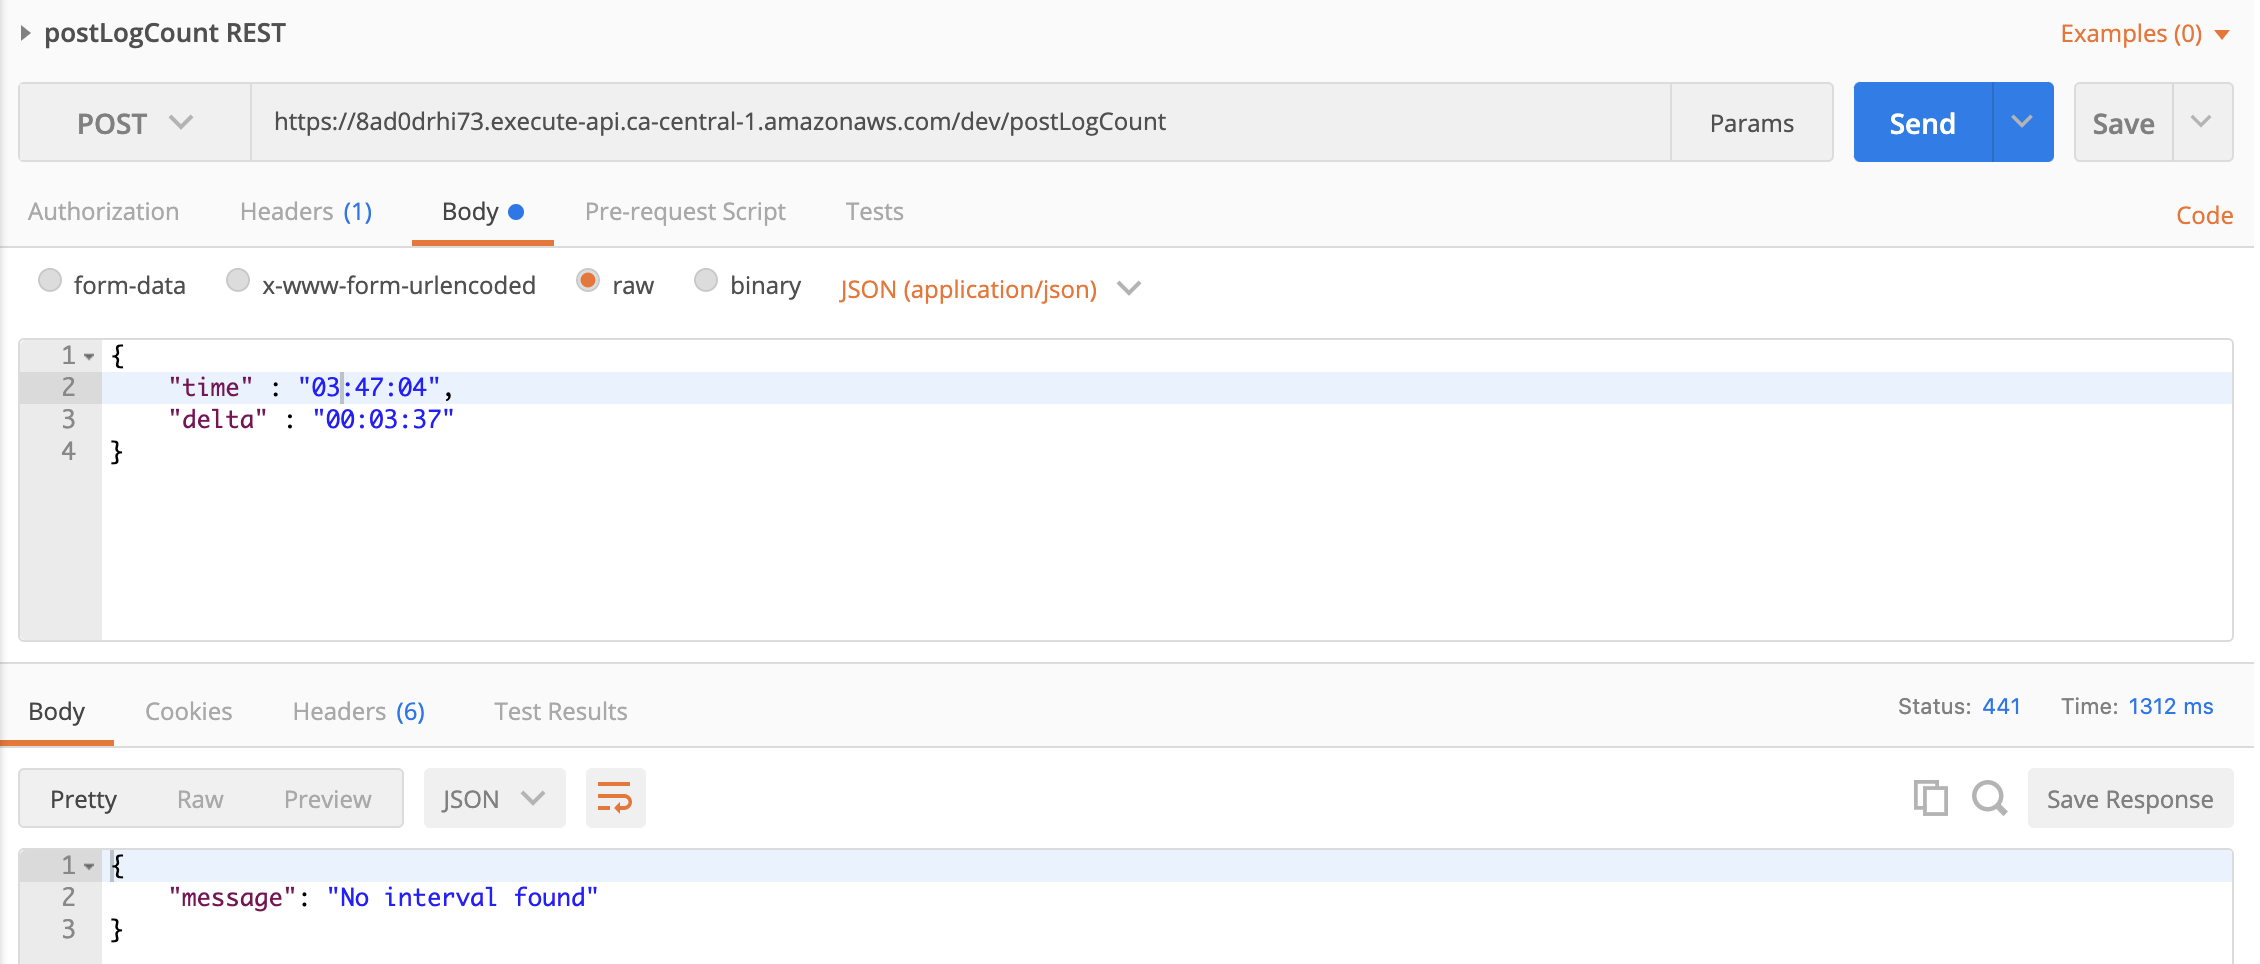 postLogCount REST
Examples (0)
POST
https://8ad0drhi73.execute-api.ca-central-1.amazonaws.com/dev/postLogCount
Params
Send
Save
Authorization
Headers (1)
Body
Pre-request Script
Tests
Code
form-data
x-www-form-urlencoded
raw
binary
JSON (application/json)
1 {
2 "time" : "03:47:04",
3 "delta" : "00:03:37"
4 }
Body
Cookies
Headers (6)
Test Results
Status: 441
Time: 1312 ms
Pretty
Raw
Preview
JSON
Save Response
1 {
2 "message": "No interval found"
3 }